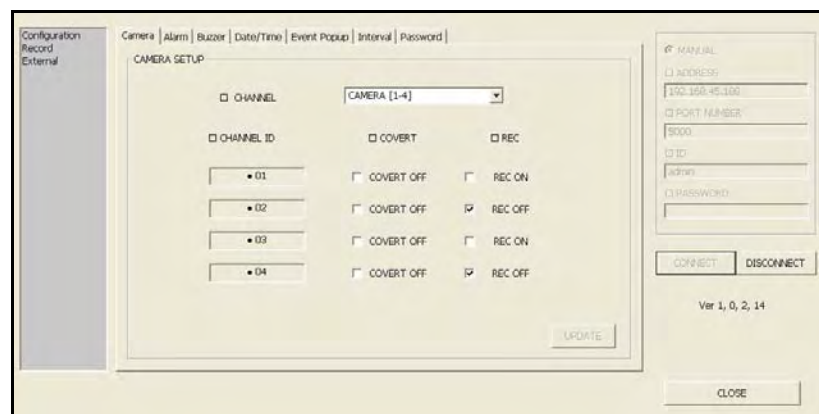 Configuration
Record
External
Camera | Alarm | Buzzer | Date/Time | Event Popup | Interval | Password
CAMERA SETUP
CHANNEL CAMERA [1-4]
CHANNEL ID COVERT REC
01 COVERT OFF REC ON
02 COVERT OFF REC OFF
03 COVERT OFF REC ON
04 COVERT OFF REC OFF
UPDATE
MANUAL
ADDRESS
192.168.45.100
PORT NUMBER
5000
ID
admin
PASSWORD
CONNECT DISCONNECT
Ver 1, 0, 2, 14
CLOSE